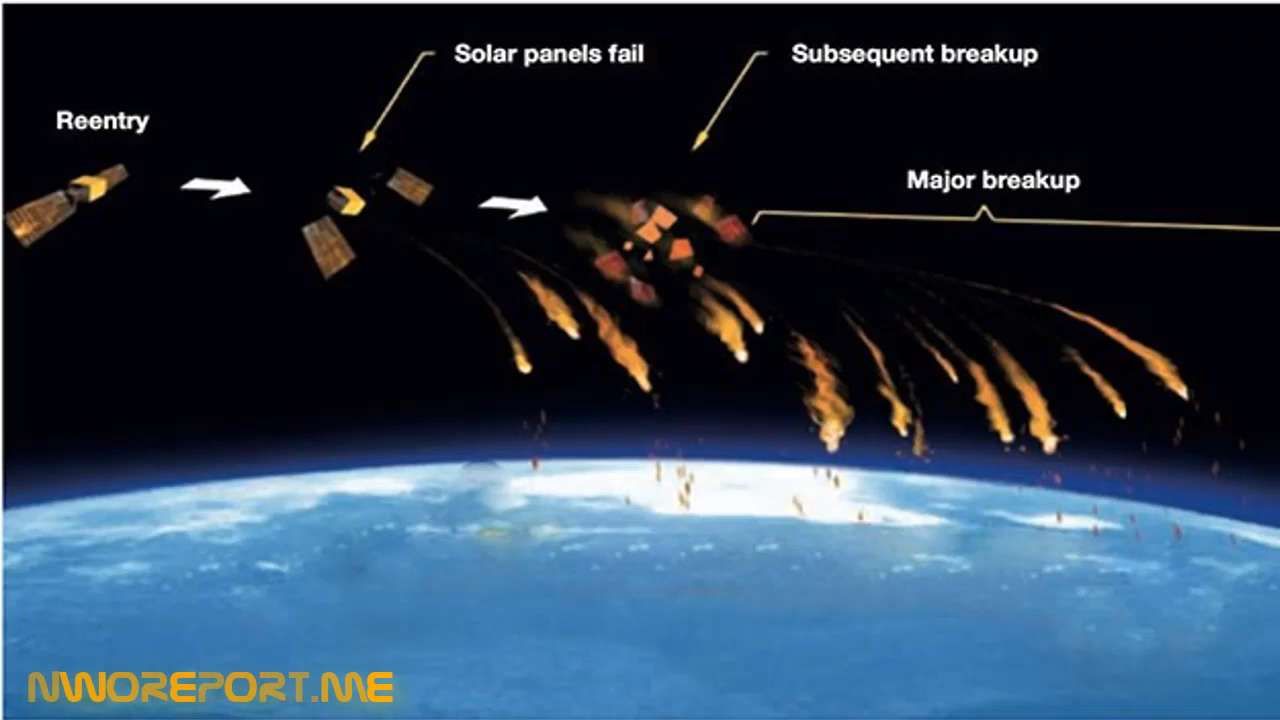 Solar panels fail
Subsequent breakup
Reentry
Major breakup
NWOREPORT.ME